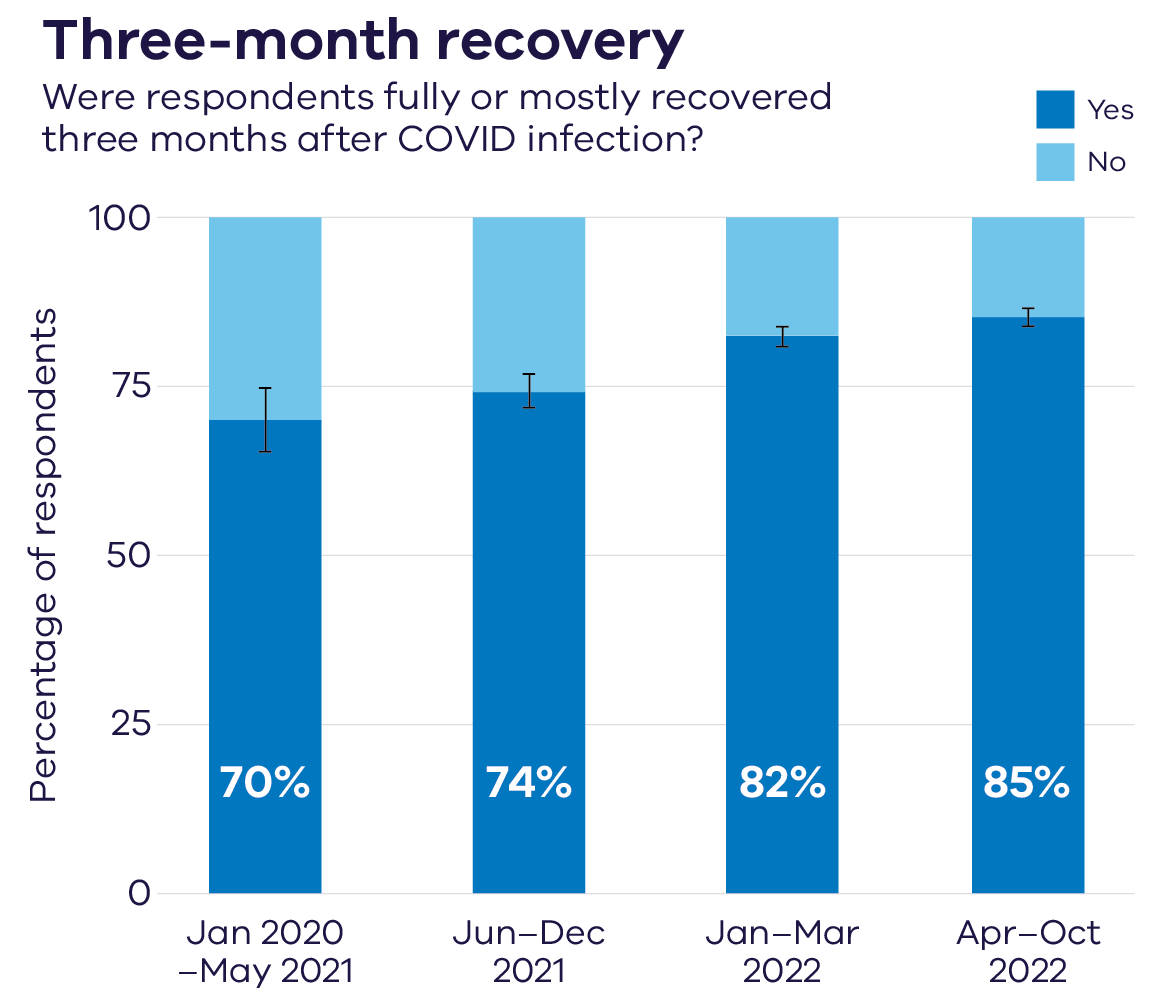 Three-month recovery
Were respondents fully or mostly recovered
three months after COVID infection?
Yes
No
Percentage of respondents
100
75
50
25
0
70%
74%
82%
85%
Jan 2020
–May 2021
Jun–Dec
2021
Jan–Mar
2022
Apr–Oct
2022